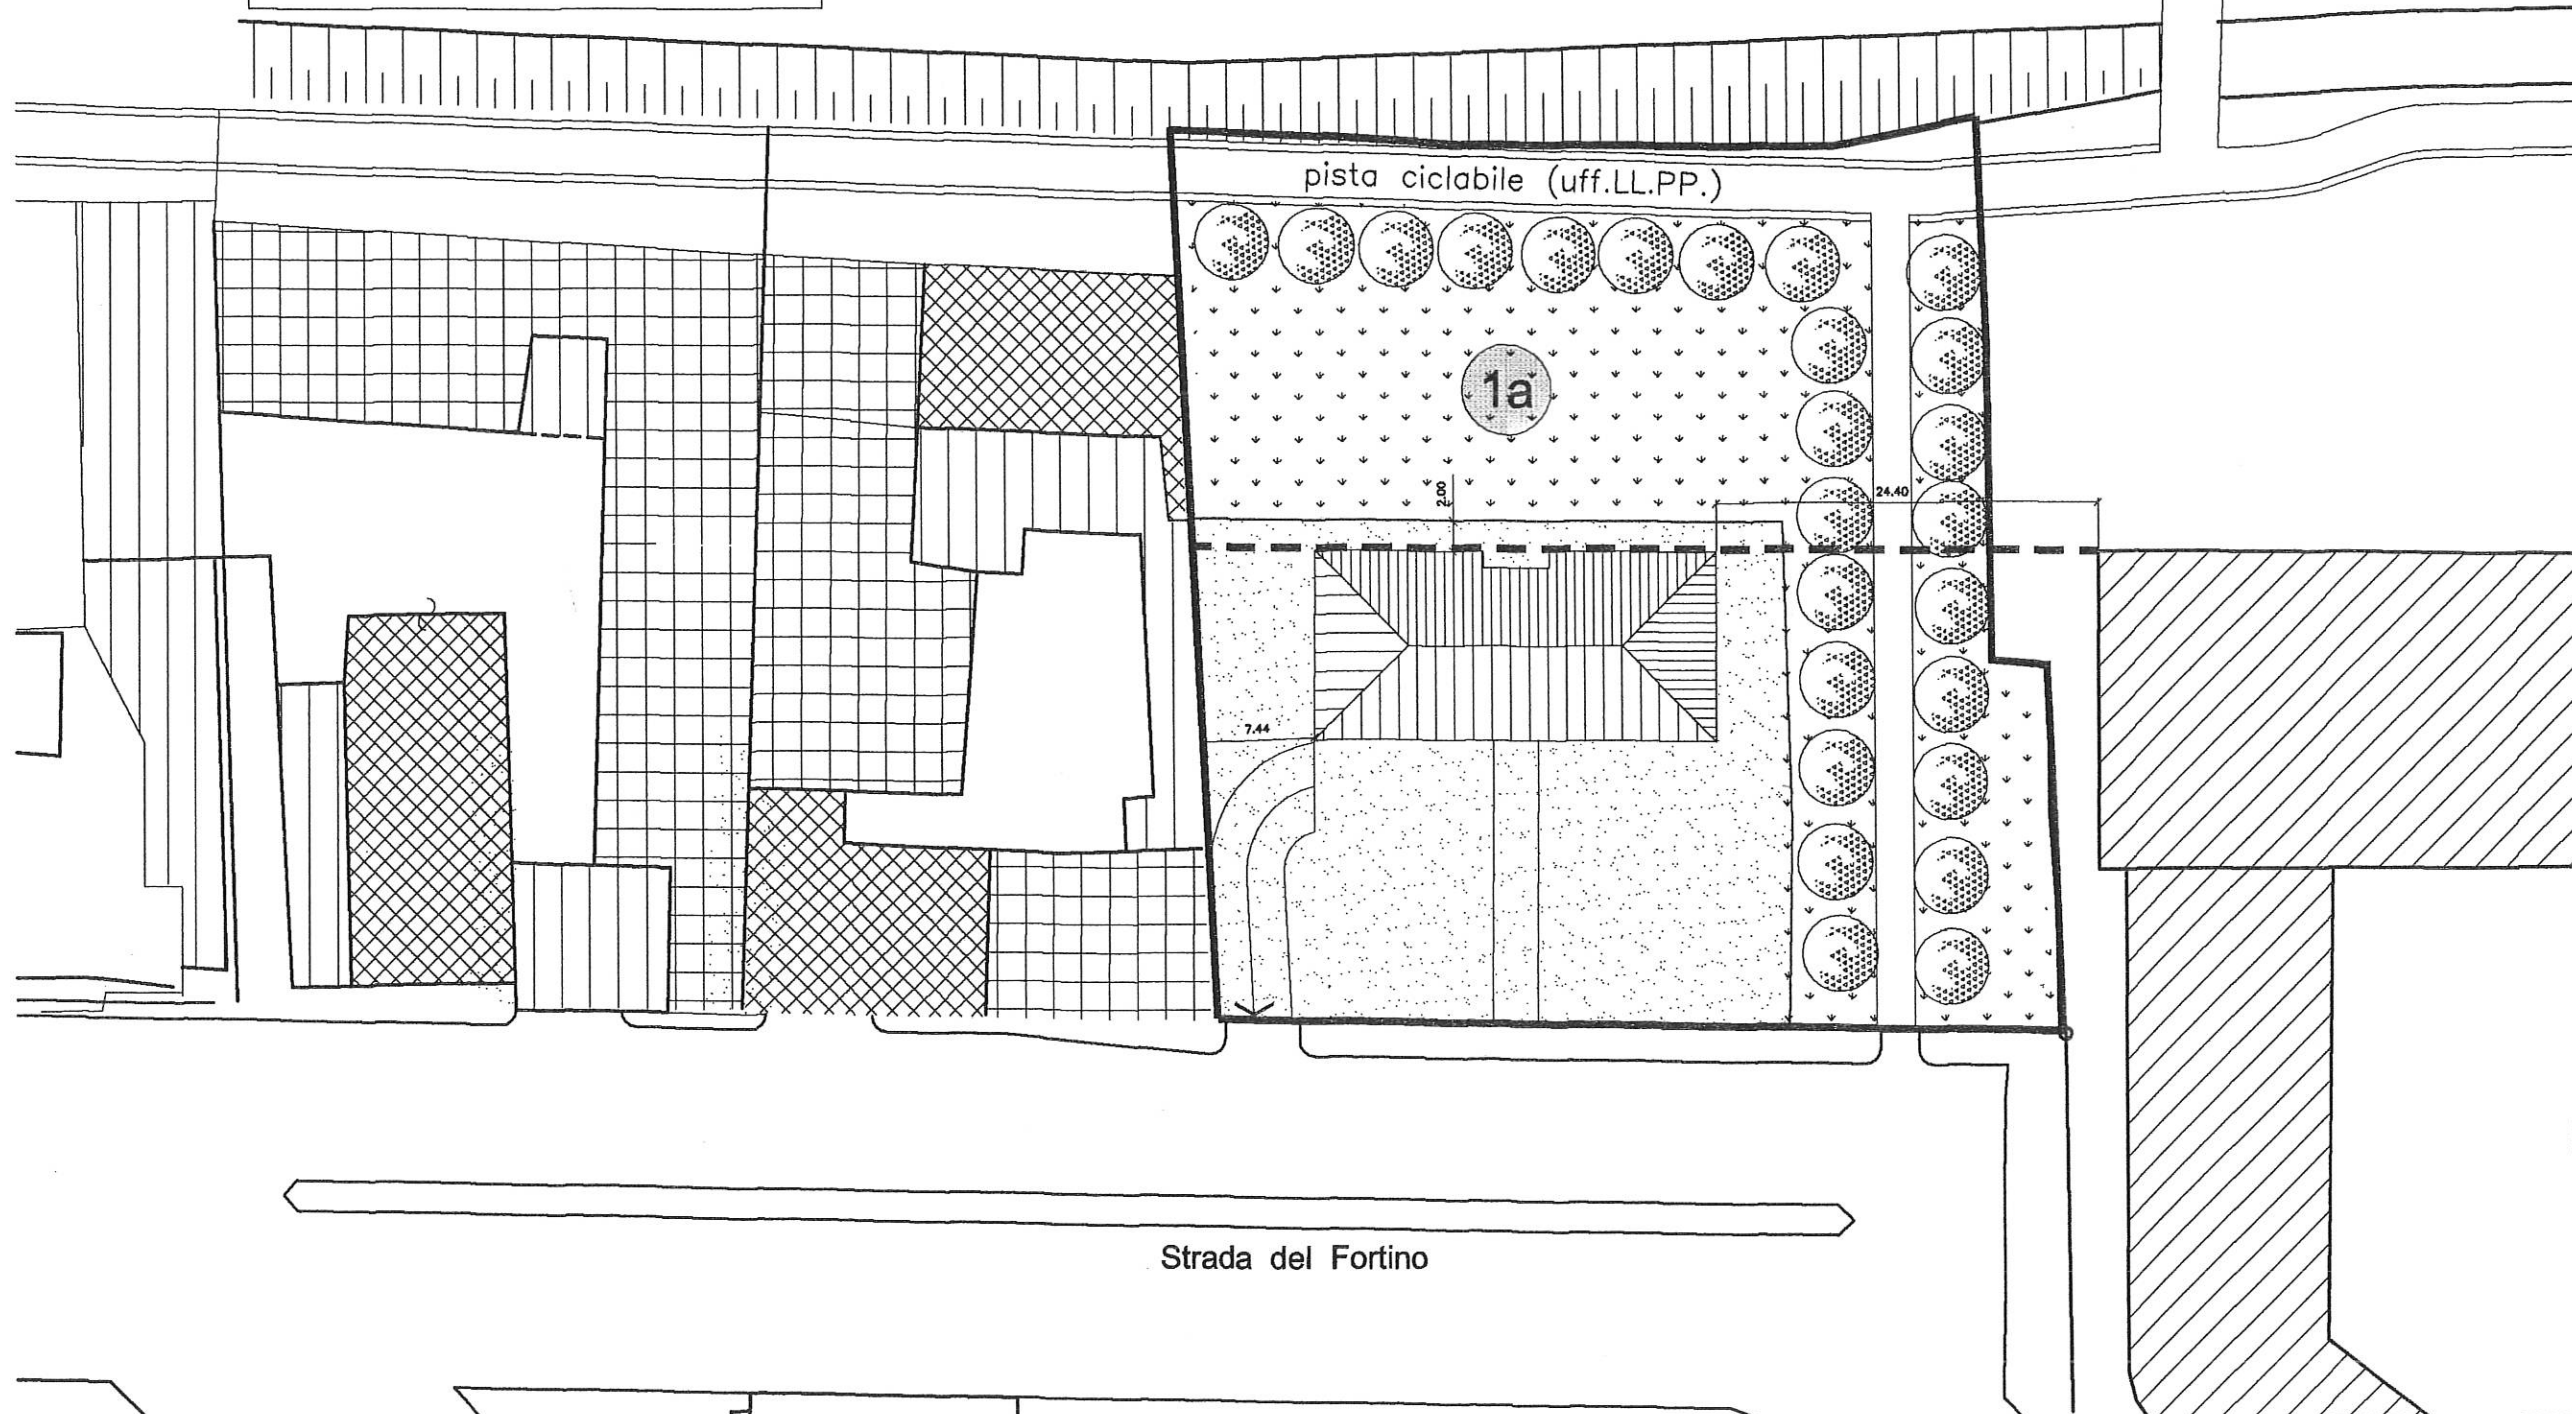 pista ciclabile (uff.LL.PP.)
1a
2.00
24.40
7.44
Strada del Fortino